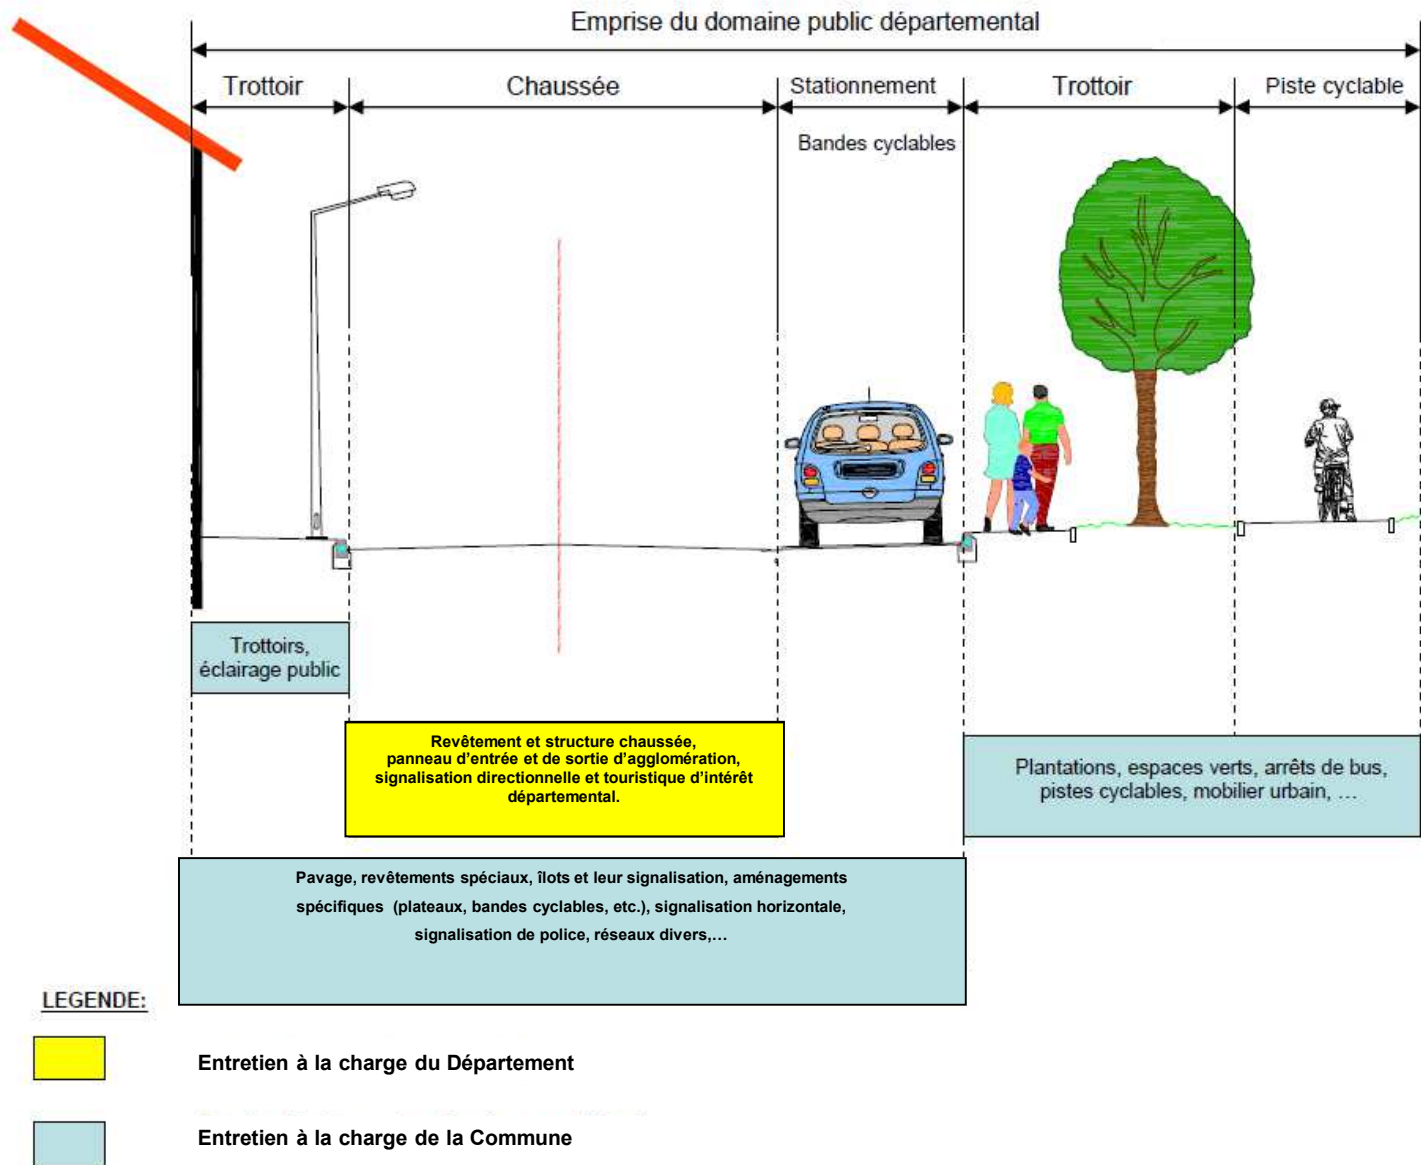 Emprise du domaine public départemental
Trottoir
Chaussée
Stationnement
Trottoir
Piste cyclable
Bandes cyclables
Trottoirs,
éclairage public
Revêtement et structure chaussée,
panneau d'entrée et de sortie d'agglomération,
signalisation directionnelle et touristique d'intérêt
départemental.
Plantations, espaces verts, arrêts de bus,
pistes cyclables, mobilier urbain, ...
Pavage, revêtements spéciaux, îlots et leur signalisation, aménagements
spécifiques (plateaux, bandes cyclables, etc.), signalisation horizontale,
signalisation de police, réseaux divers,...
LEGENDE:
Entretien à la charge du Département
Entretien à la charge de la Commune